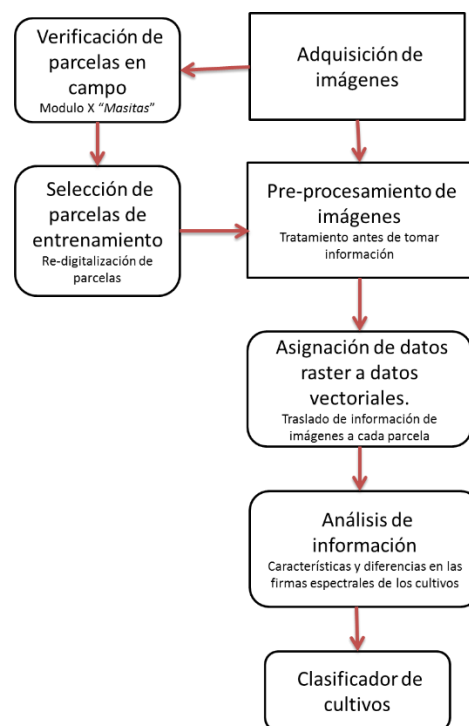 Verificación de
parcelas en
campo
Modulo X “Masitas”
Adquisición de
imágenes
Selección de
parcelas de
entrenamiento
Re-digitalización de
parcelas
Pre-procesamiento de
imágenes
Tratamiento antes de tomar
información
Asignación de datos
raster a datos
vectoriales.
Traslado de información de
imágenes a cada parcela
Análisis de
información
Características y diferencias en las
firmas espectrales de los cultivos
Clasificador de
cultivos